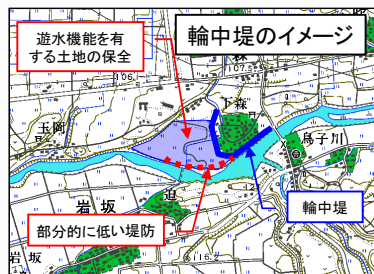 輪中堤のイメージ
遊水機能を有
する土地の保全
下森
玉岡
鳥子川
迫
岩坂
部分的に低い堤防
輪中堤
岩坂